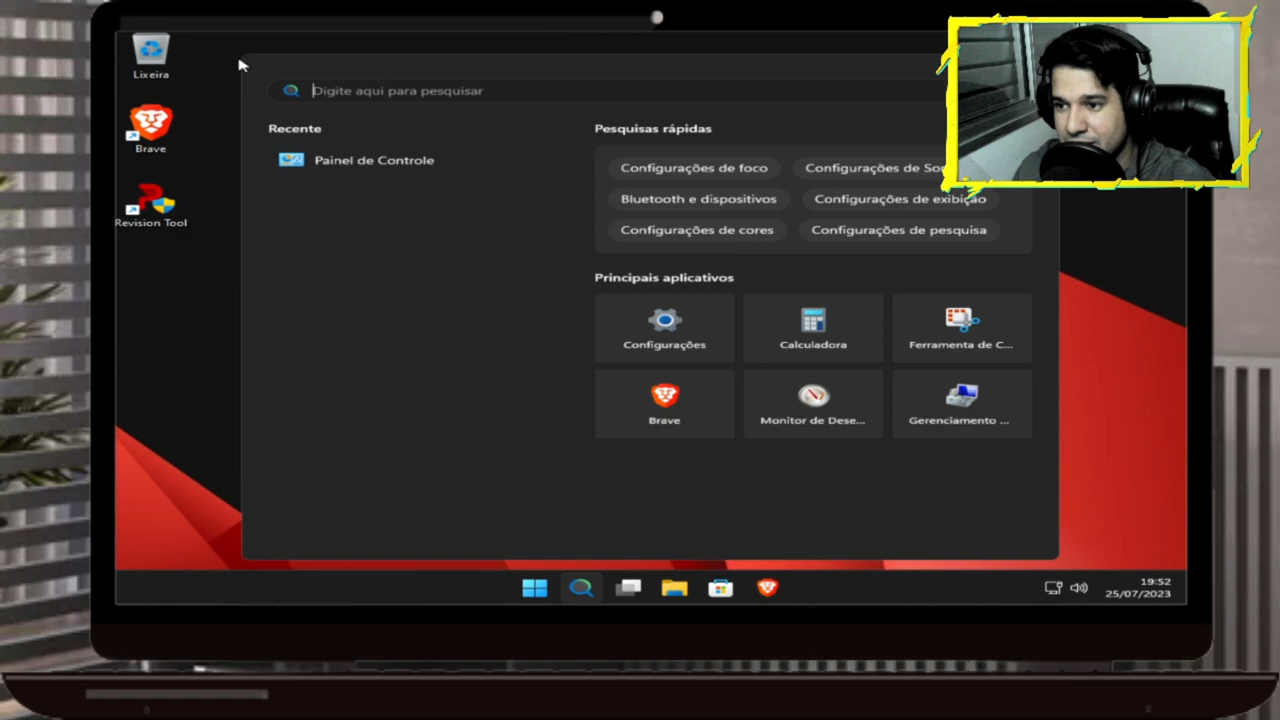 Lixeira
Brave
Revision Tool
Digite aqui para pesquisar
Recente
Painel de Controle
Pesquisas rápidas
Configurações de foco
Configurações de So
Bluetooth e dispositivos
Configurações de exibição
Configurações de cores
Configurações de pesquisa
Principais aplicativos
Configurações
Calculadora
Ferramenta de C...
Brave
Monitor de Dese...
Gerenciamento ...
19:52
25/07/2023